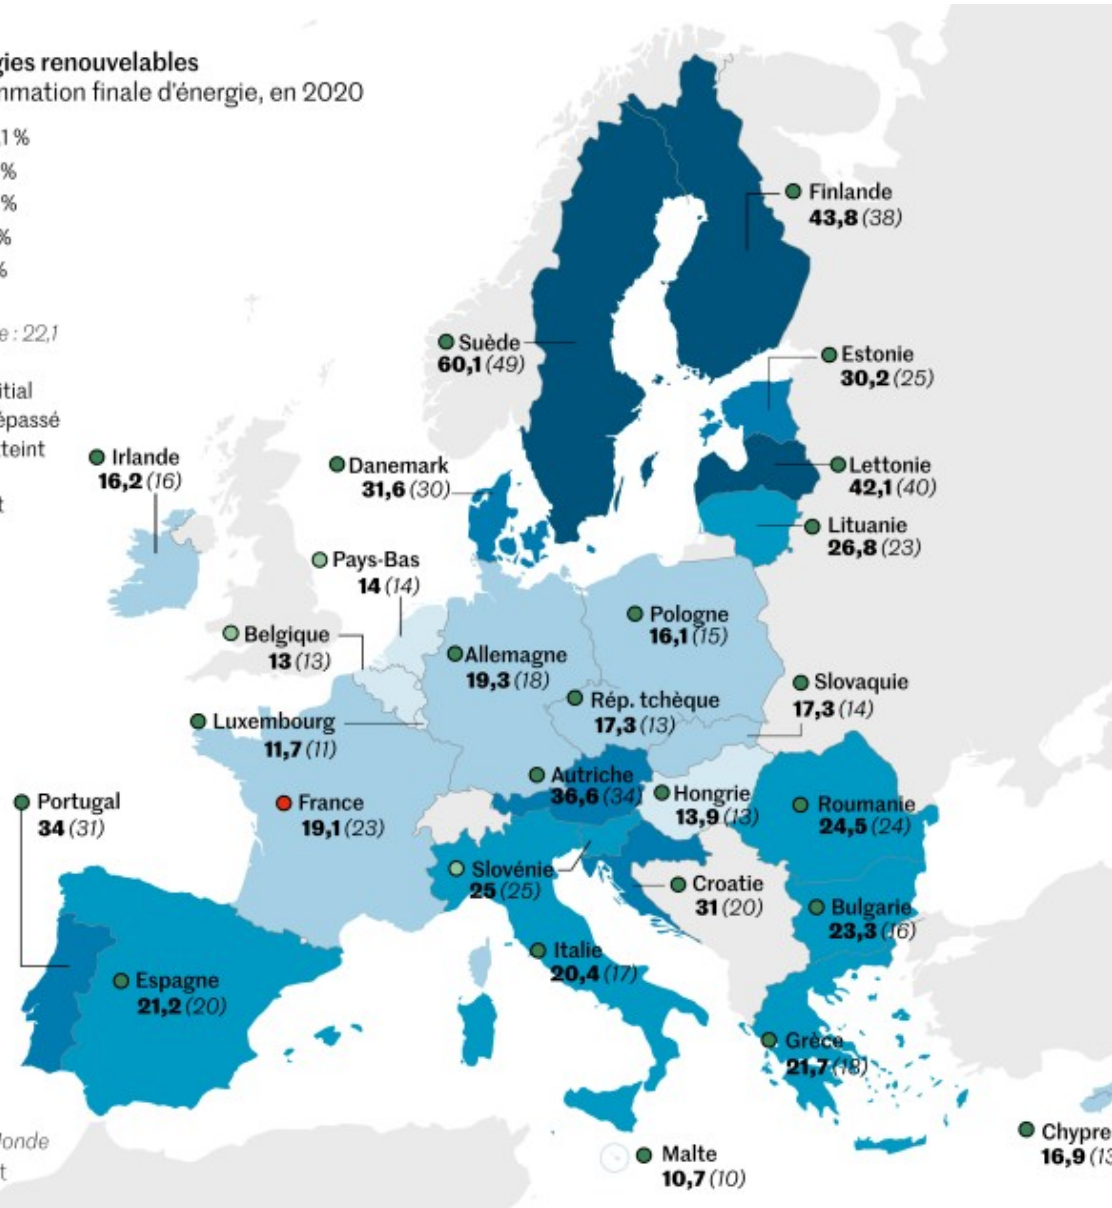 gies renouvelables
mmation finale d'énergie, en 2020
,1 %
%
%
%
%
e : 22,1
itial
épassé
tteint
t
Finlande
43,8 (38)
Suède
60,1 (49)
Estonie
30,2 (25)
Irlande
16,2 (16)
Danemark
31,6 (30)
Lettonie
42,1 (40)
Lituanie
26,8 (23)
Pays-Bas
14 (14)
Belgique
13 (13)
Pologne
16,1 (15)
Allemagne
19,3 (18)
Slovaquie
17,3 (14)
Rép. tchèque
17,3 (13)
Luxembourg
11,7 (11)
Autriche
36,6 (34)
Hongrie
13,9 (13)
Portugal
34 (31)
France
19,1 (23)
Roumanie
24,5 (24)
Slovénie
25 (25)
Croatie
31 (20)
Bulgarie
23,3 (16)
Italie
20,4 (17)
Espagne
21,2 (20)
Grèce
21,7 (18)
Chypre
16,9 (13
Malte
10,7 (10)
londe
t